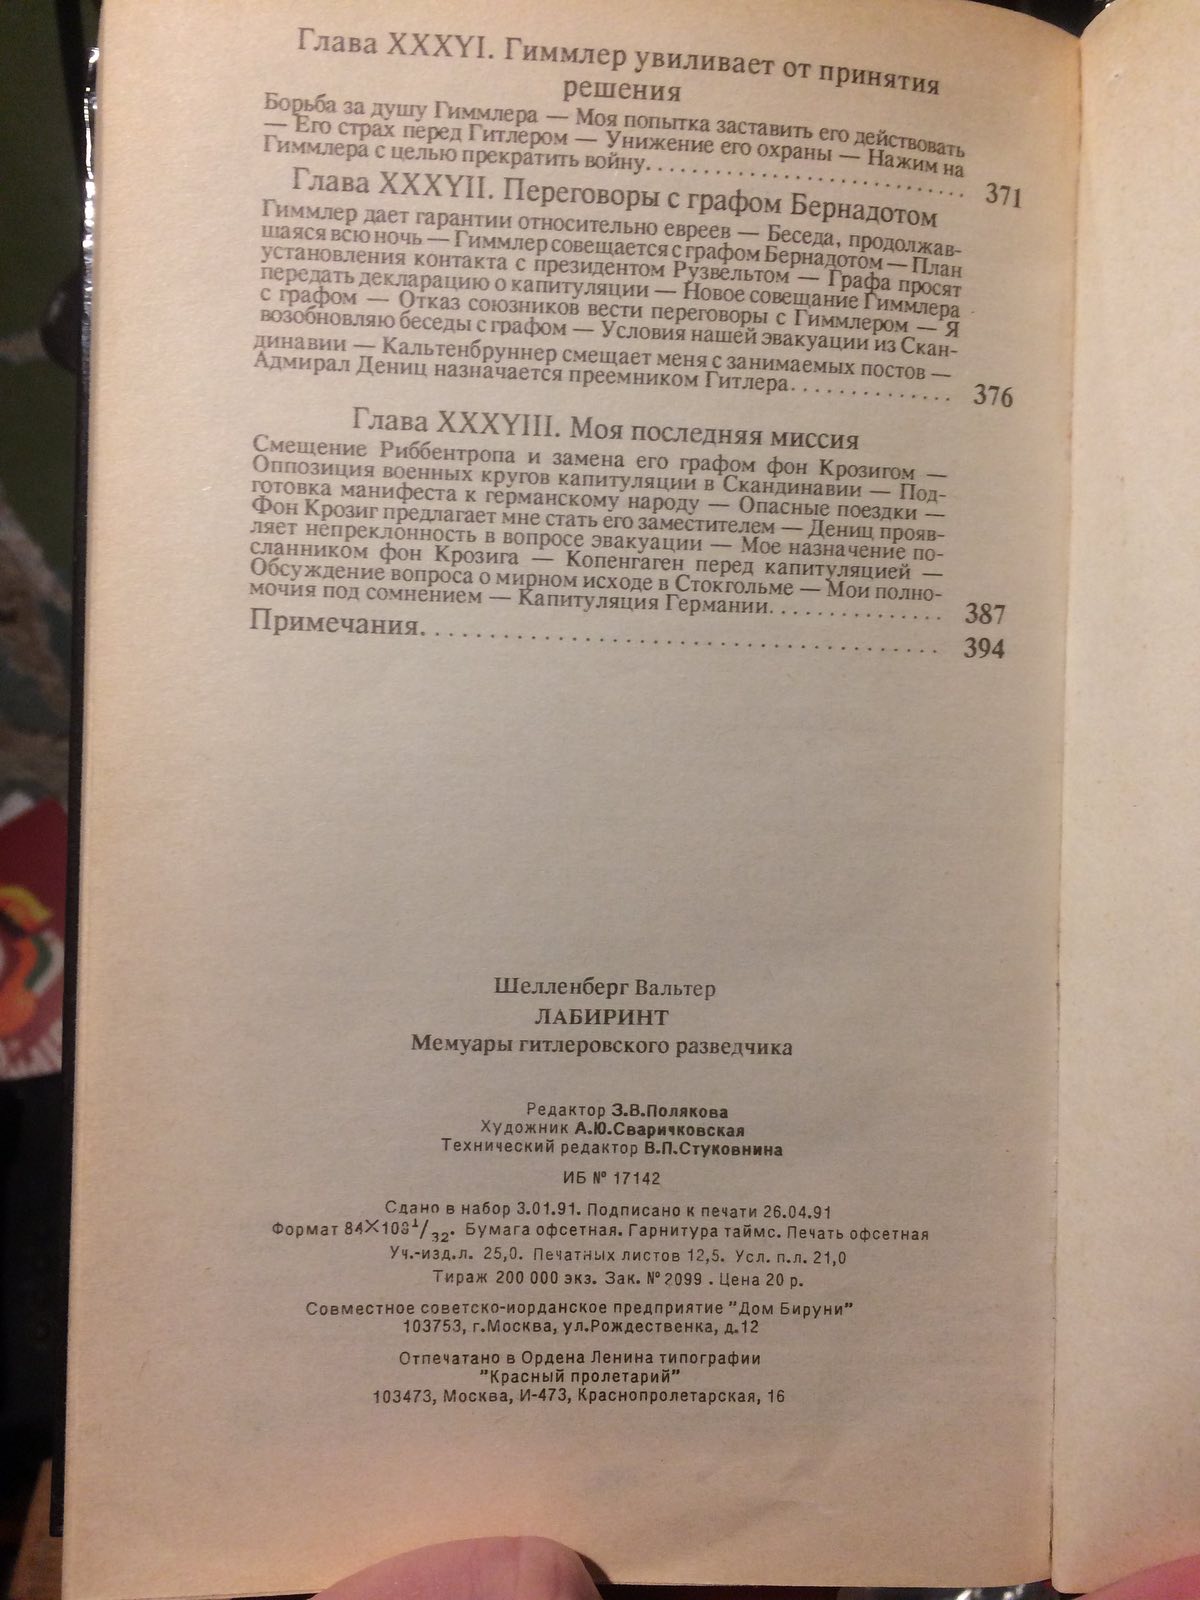 Глава XXXYI. Гиммлер увиливает от принятия
решения
Борьба за душу Гиммлера — Моя попытка заставить его действовать
— Его страх перед Гитлером — Унижение его охраны — Нажим на
Гиммлера с целью прекратить войну. . . . . . . . . . . . . . . . . . . . . . . . . . . 371
Глава XXXYII. Переговоры с графом Бернадотом
Гиммлер дает гарантии относительно евреев — Беседа, продолжав-
шаяся всю ночь — Гиммлер совещается с графом Бернадотом — План
установления контакта с президентом Рузвельтом — Графа просят
передать декларацию о капитуляции — Новое совещание Гиммлера
с графом — Отказ союзников вести переговоры с Гиммлером — Я
возобновляю беседы с графом — Условия нашей эвакуации из Скан-
динавии — Кальтенбруннер смещает меня с занимаемых постов —
Адмирал Дениц назначается преемником Гитлера. . . . . . . . . . . . . . 376
Глава XXXYIII. Моя последняя миссия
Смещение Риббентропа и замена его графом фон Крозигом —
Оппозиция военных кругов капитуляции в Скандинавии — Под-
готовка манифеста к германскому народу — Опасные поездки —
Фон Крозиг предлагает мне стать его заместителем — Дениц прояв-
ляет непреклонность в вопросе эвакуации — Мое назначение по-
сланником фон Крозига — Копенгаген перед капитуляцией —
Обсуждение вопроса о мирном исходе в Стокгольме — Мои полно-
мочия под сомнением — Капитуляция Германии. . . . . . . . . . . . . . . 387
Примечания. . . . . . . . . . . . . . . . . . . . . . . . . . . . . . . . . . . . . . . 394
Шелленберг Вальтер
ЛАБИРИНТ
Мемуары гитлеровского разведчика
Редактор З.В.Полякова
Художник А.Ю.Сваричковская
Технический редактор В.П.Стуковнина
ИБ № 17142
Сдано в набор 3.01.91. Подписано к печати 26.04.91
Формат 84×108 1/32. Бумага офсетная. Гарнитура таймс. Печать офсетная
Уч.-изд.л. 25,0. Печатных листов 12,5. Усл. п.л. 21,0
Тираж 200 000 экз. Зак. №2099 . Цена 20 р.
Совместное советско-иорданское предприятие "Дом Бируни"
103753, г.Москва, ул.Рождественка, д.12
Отпечатано в Ордена Ленина типографии
"Красный пролетарий"
103473, Москва, И-473, Краснопролетарская, 16